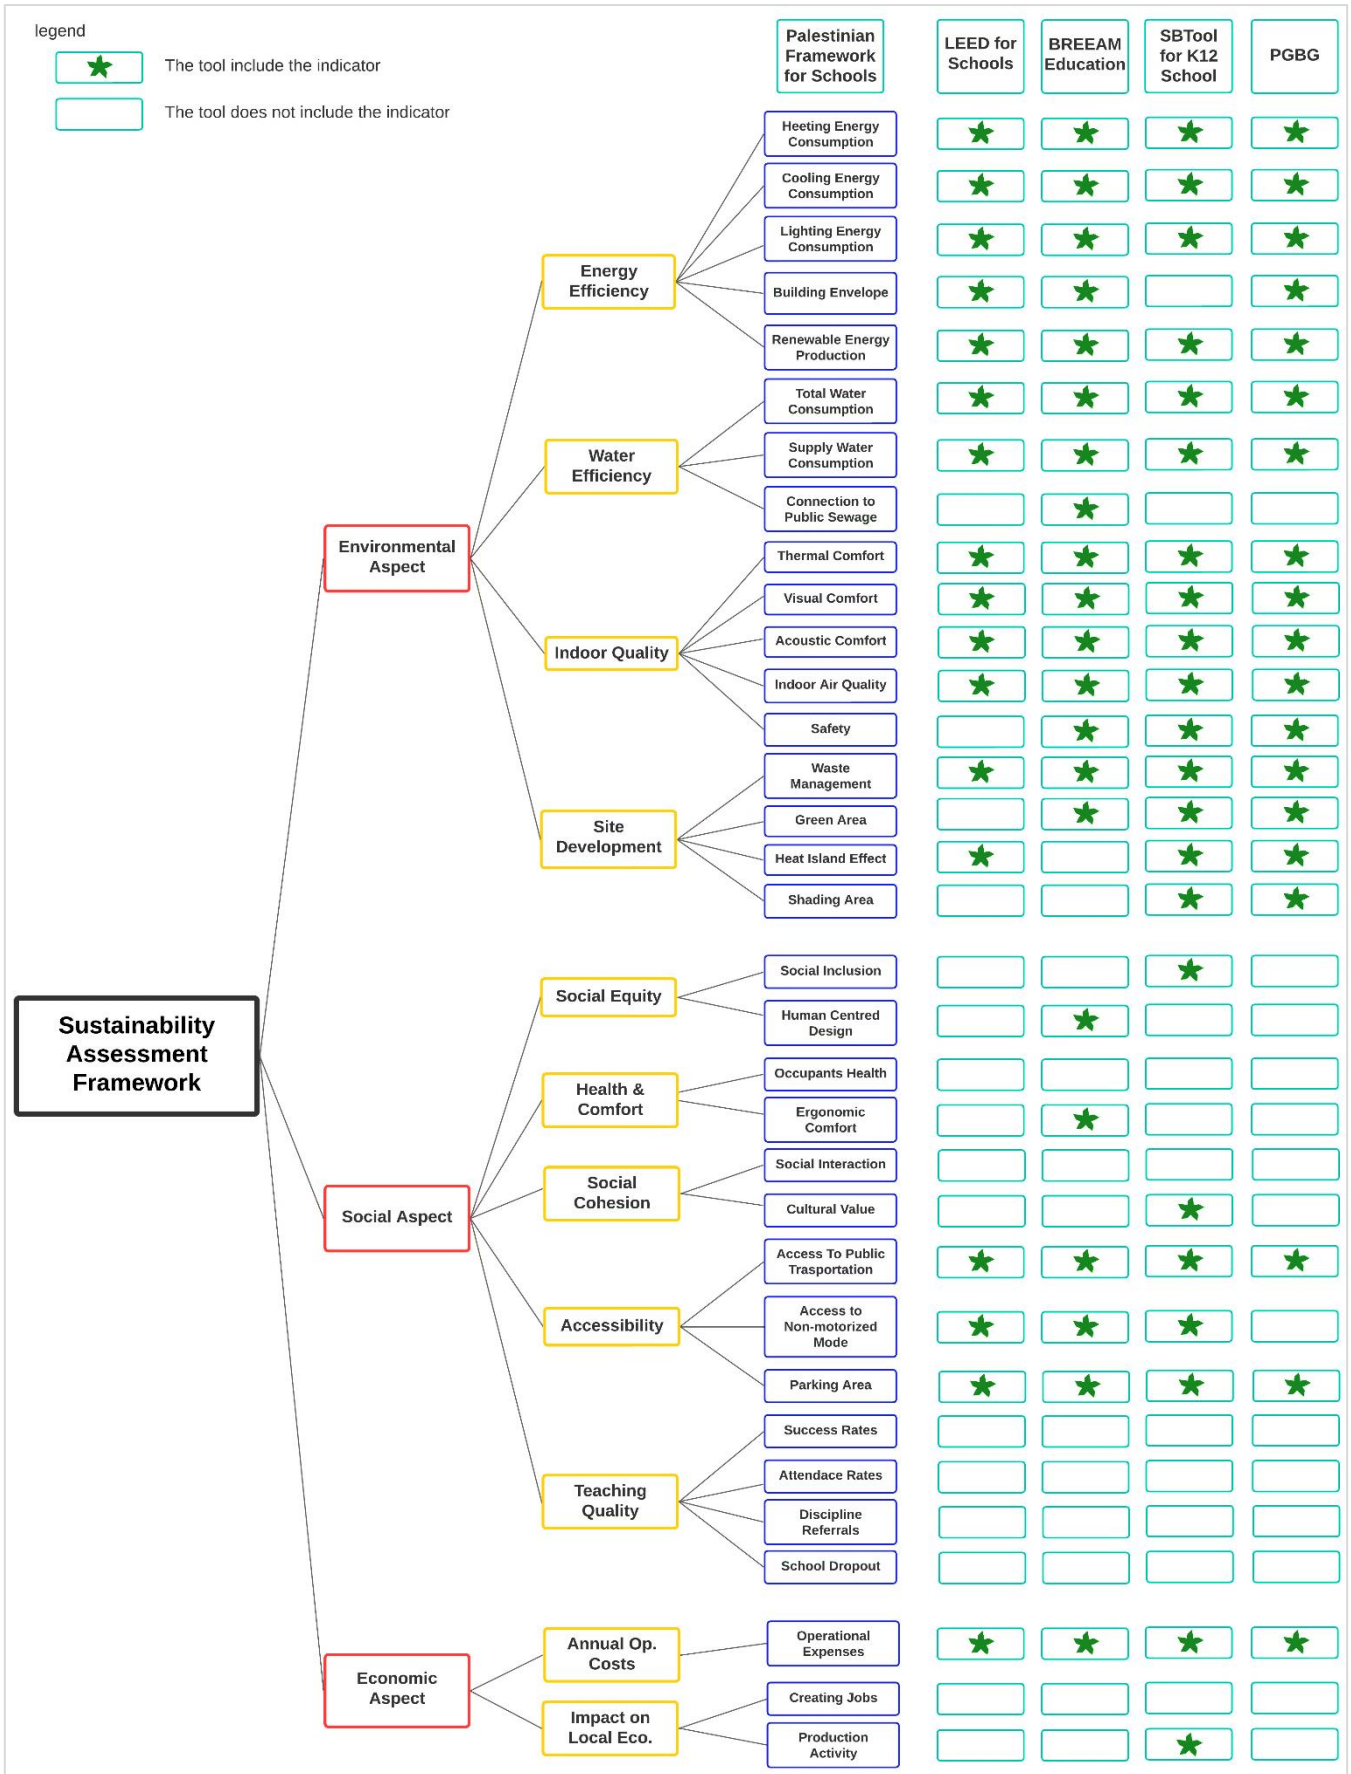 legend
The tool include the indicator
The tool does not include the indicator
Palestinian
Framework
for Schools
LEED for
Schools
BREEAM
Education
SBTool
for K12
School
PGBG
Heeting Energy
Consumption
Cooling Energy
Consumption
Lighting Energy
Consumption
Energy
Efficiency
Building Envelope
Renewable Energy
Production
Total Water
Consumption
Water
Efficiency
Supply Water
Consumption
Connection to
Public Sewage
Environmental
Aspect
Thermal Comfort
Visual Comfort
Indoor Quality
Acoustic Comfort
Indoor Air Quality
Safety
Waste
Management
Site
Development
Green Area
Heat Island Effect
Shading Area
Sustainability
Assessment
Framework
Social Equity
Social Inclusion
Human Centred
Design
Health &
Comfort
Occupants Health
Ergonomic
Comfort
Social
Cohesion
Social Interaction
Cultural Value
Social Aspect
Access To Public
Trasportation
Accessibility
Access to
Non-motorized
Mode
Parking Area
Success Rates
Teaching
Quality
Attendace Rates
Discipline
Referrals
School Dropout
Economic
Aspect
Annual Op.
Costs
Operational
Expenses
Impact on
Local Eco.
Creating Jobs
Production
Activity